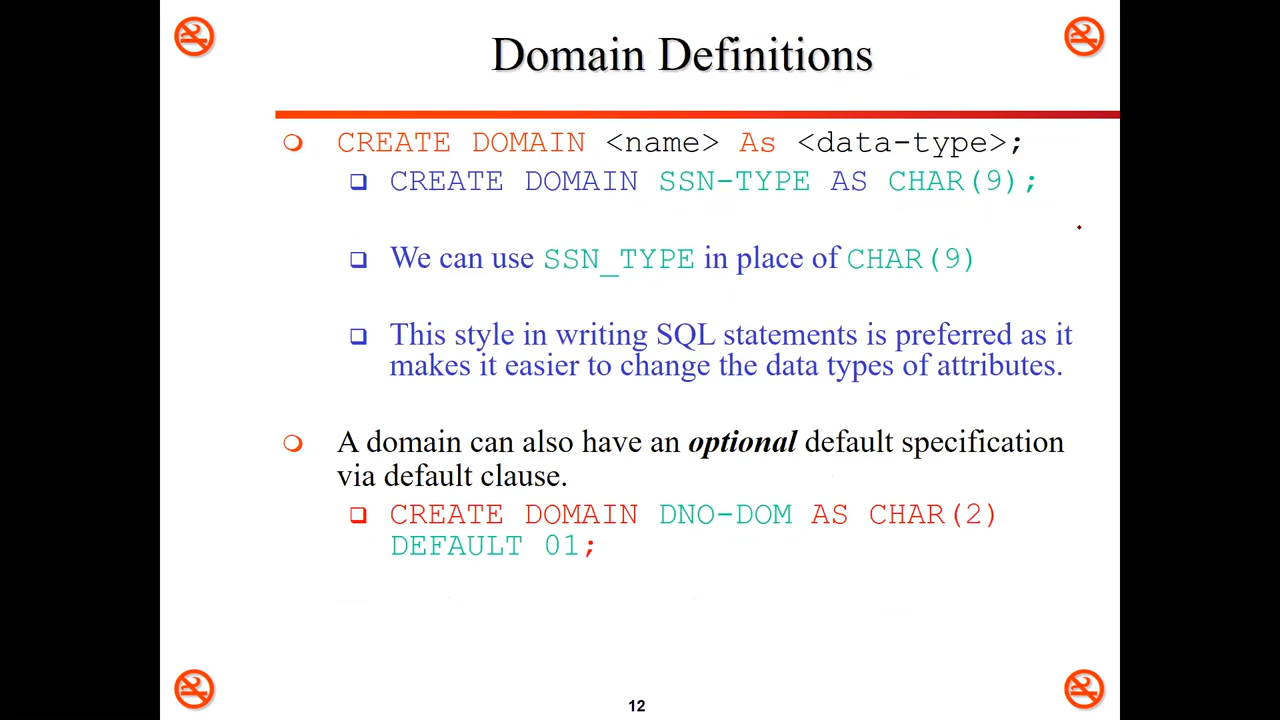 Domain Definitions
CREATE DOMAIN <name> As <data-type>;
CREATE DOMAIN SSN-TYPE AS CHAR(9);
We can use SSN_TYPE in place of CHAR(9)
This style in writing SQL statements is preferred as it
makes it easier to change the data types of attributes.
A domain can also have an optional default specification
via default clause.
CREATE DOMAIN DNO-DOM AS CHAR(2)
DEFAULT 01;
12